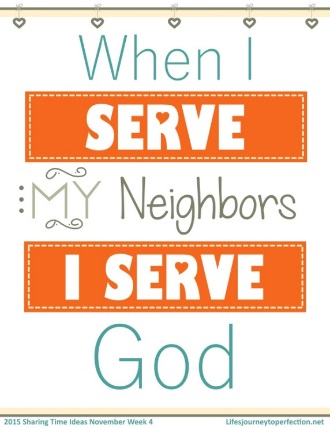 When I
SERVE
MY Neighbors
I SERVE
God
2015 Sharing Time Ideas November Week 4 Lifesjourneytoperfection.net